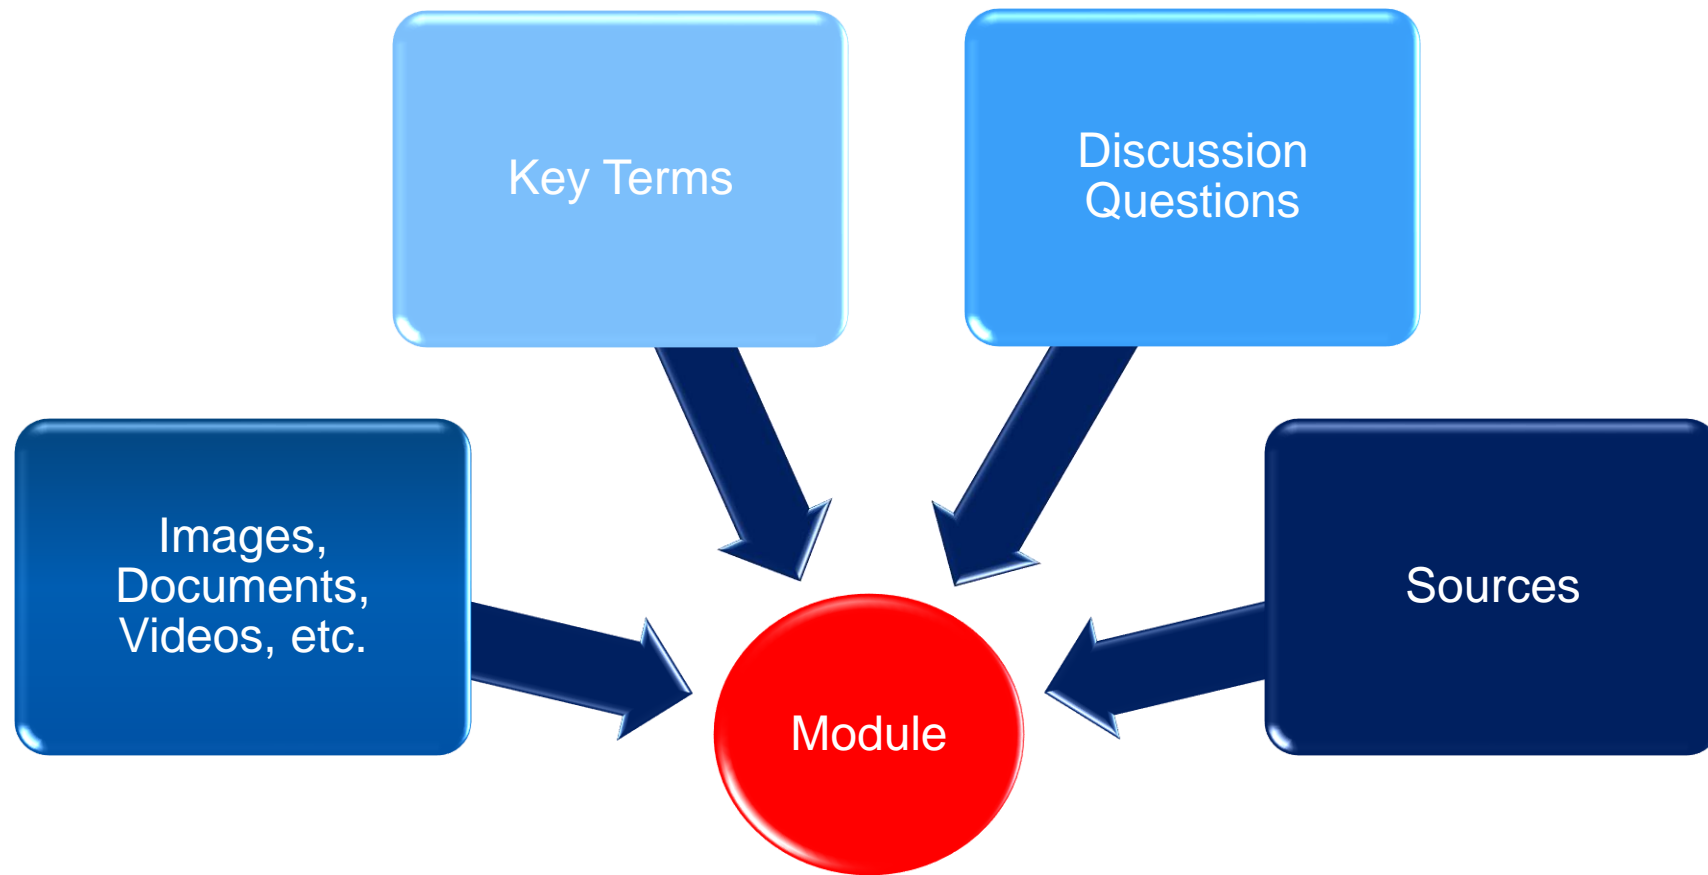 Key Terms
Discussion
Questions
Images,
Documents,
Videos, etc.
Sources
Module